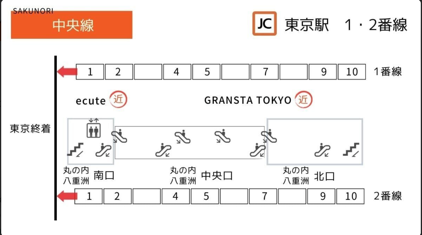 SAKUNORI
中央線
JC 東京駅 1・2番線
1 2 4 5 7 9 10 1番線
ecute 近 GRANSTA TOKYO 近
東京終着
丸の内
八重洲 南口
丸の内
八重洲 中央口
丸の内
八重洲 北口
1 2 4 5 7 9 10 2番線